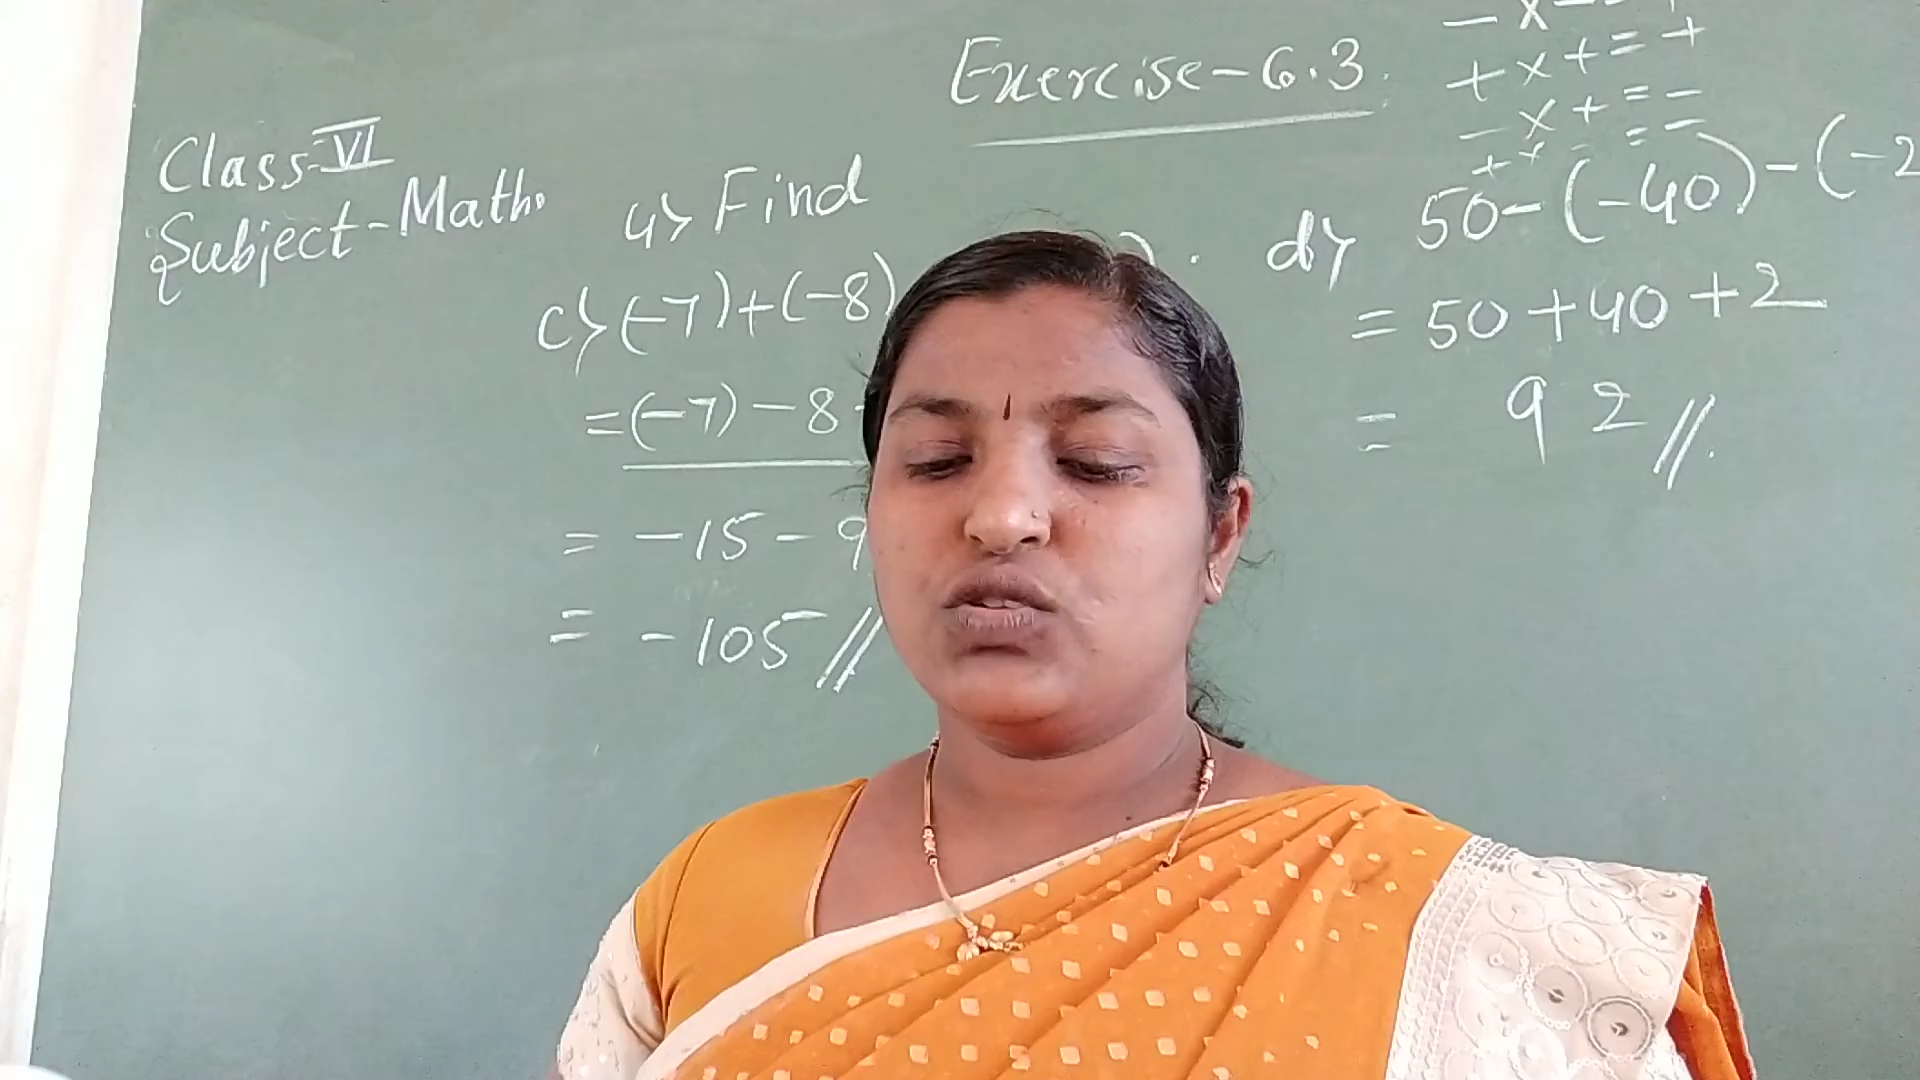 Exercise-6.3.
- x - = +
+ x + = +
- x + = -
+ x - = -
Class-VI
Subject-Maths
4> Find
c> (-7)+(-8)
=(-7)-8
= -15-9
= -105//
d> 50-(-40)-(-2
= 50+40+2
= 92//.